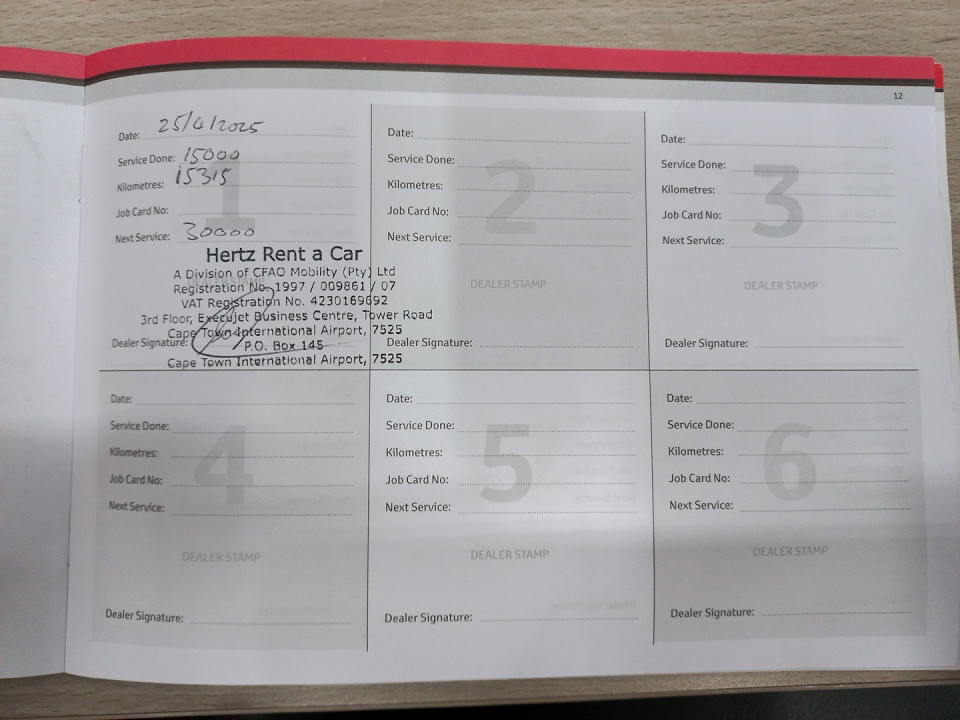 12
Date: 25/4/2025
Service Done: 15000
Kilometres: 15315
Job Card No:
Next Service: 30000
1
Hertz Rent a Car
A Division of CFAO Mobility (Pty) Ltd
Registration No. 1997 / 009861 / 07
VAT Registration No. 4230169692
3rd Floor, Execujet Business Centre, Tower Road
Cape Town International Airport, 7525
P.O. Box 145
Cape Town International Airport, 7525
DEALER STAMP
Dealer Signature:
Date:
Service Done:
Kilometres:
Job Card No:
Next Service:
2
DEALER STAMP
Dealer Signature:
Date:
Service Done:
Kilometres:
Job Card No:
Next Service:
3
DEALER STAMP
Dealer Signature:
Date:
Service Done:
Kilometres:
Job Card No:
Next Service:
4
DEALER STAMP
Dealer Signature:
Date:
Service Done:
Kilometres:
Job Card No:
Next Service:
5
DEALER STAMP
Dealer Signature:
Date:
Service Done:
Kilometres:
Job Card No:
Next Service:
6
DEALER STAMP
Dealer Signature: